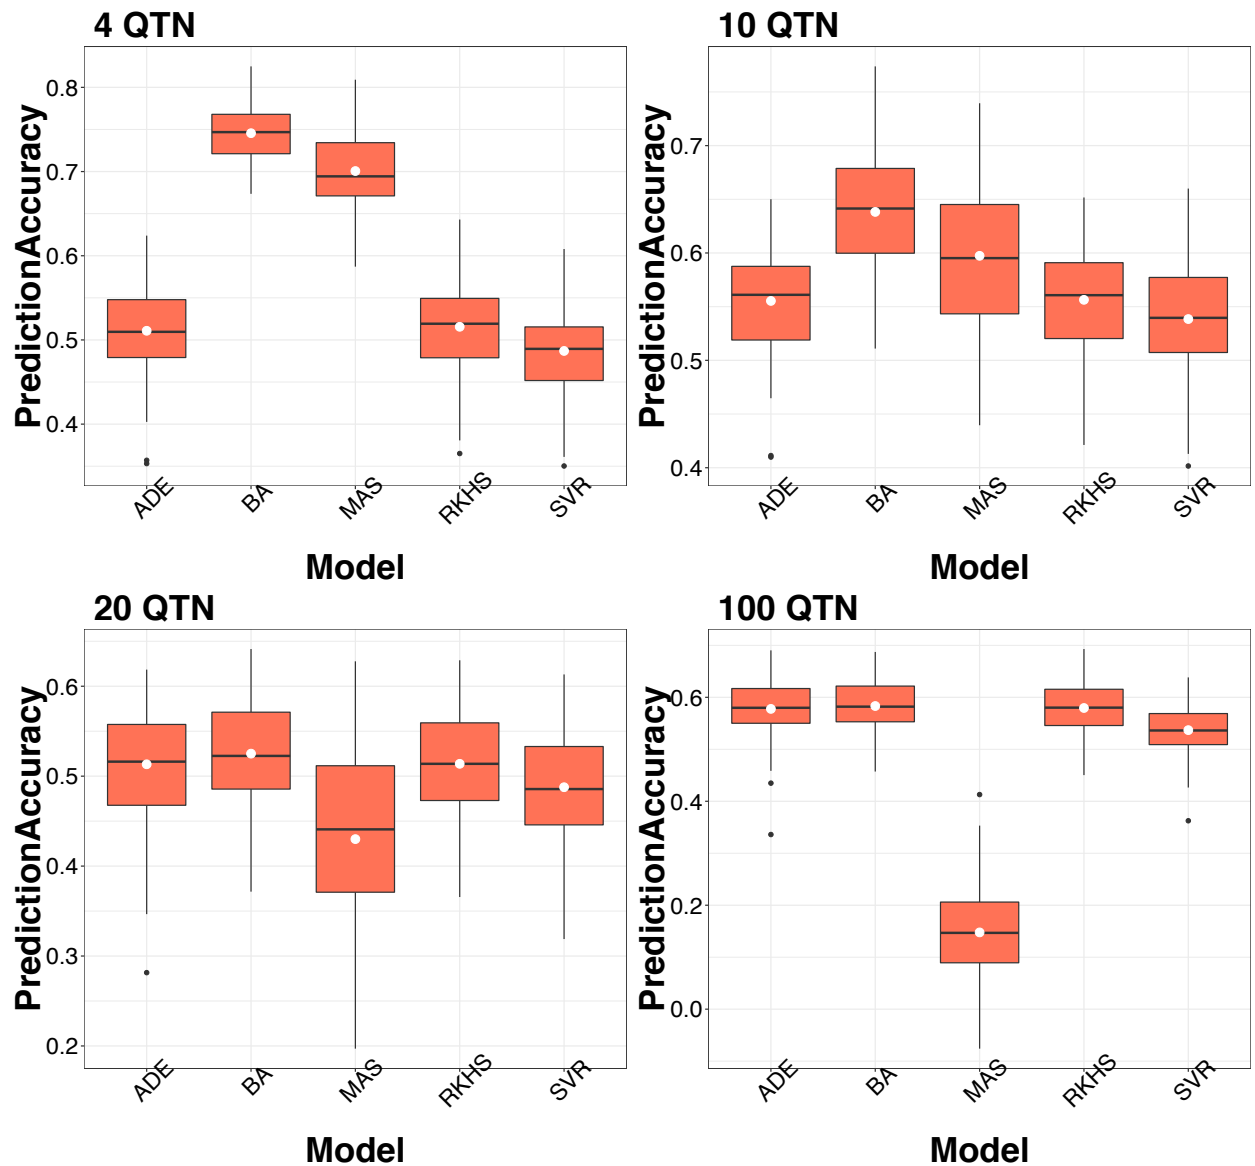 4 QTN
PredictionAccuracy
0.8
0.7
0.6
0.5
0.4
ADE
BA
MAS
RKHS
SVR
Model
10 QTN
PredictionAccuracy
0.7
0.6
0.5
0.4
ADE
BA
MAS
RKHS
SVR
Model
20 QTN
PredictionAccuracy
0.6
0.5
0.4
0.3
0.2
ADE
BA
MAS
RKHS
SVR
Model
100 QTN
PredictionAccuracy
0.6
0.4
0.2
0.0
ADE
BA
MAS
RKHS
SVR
Model